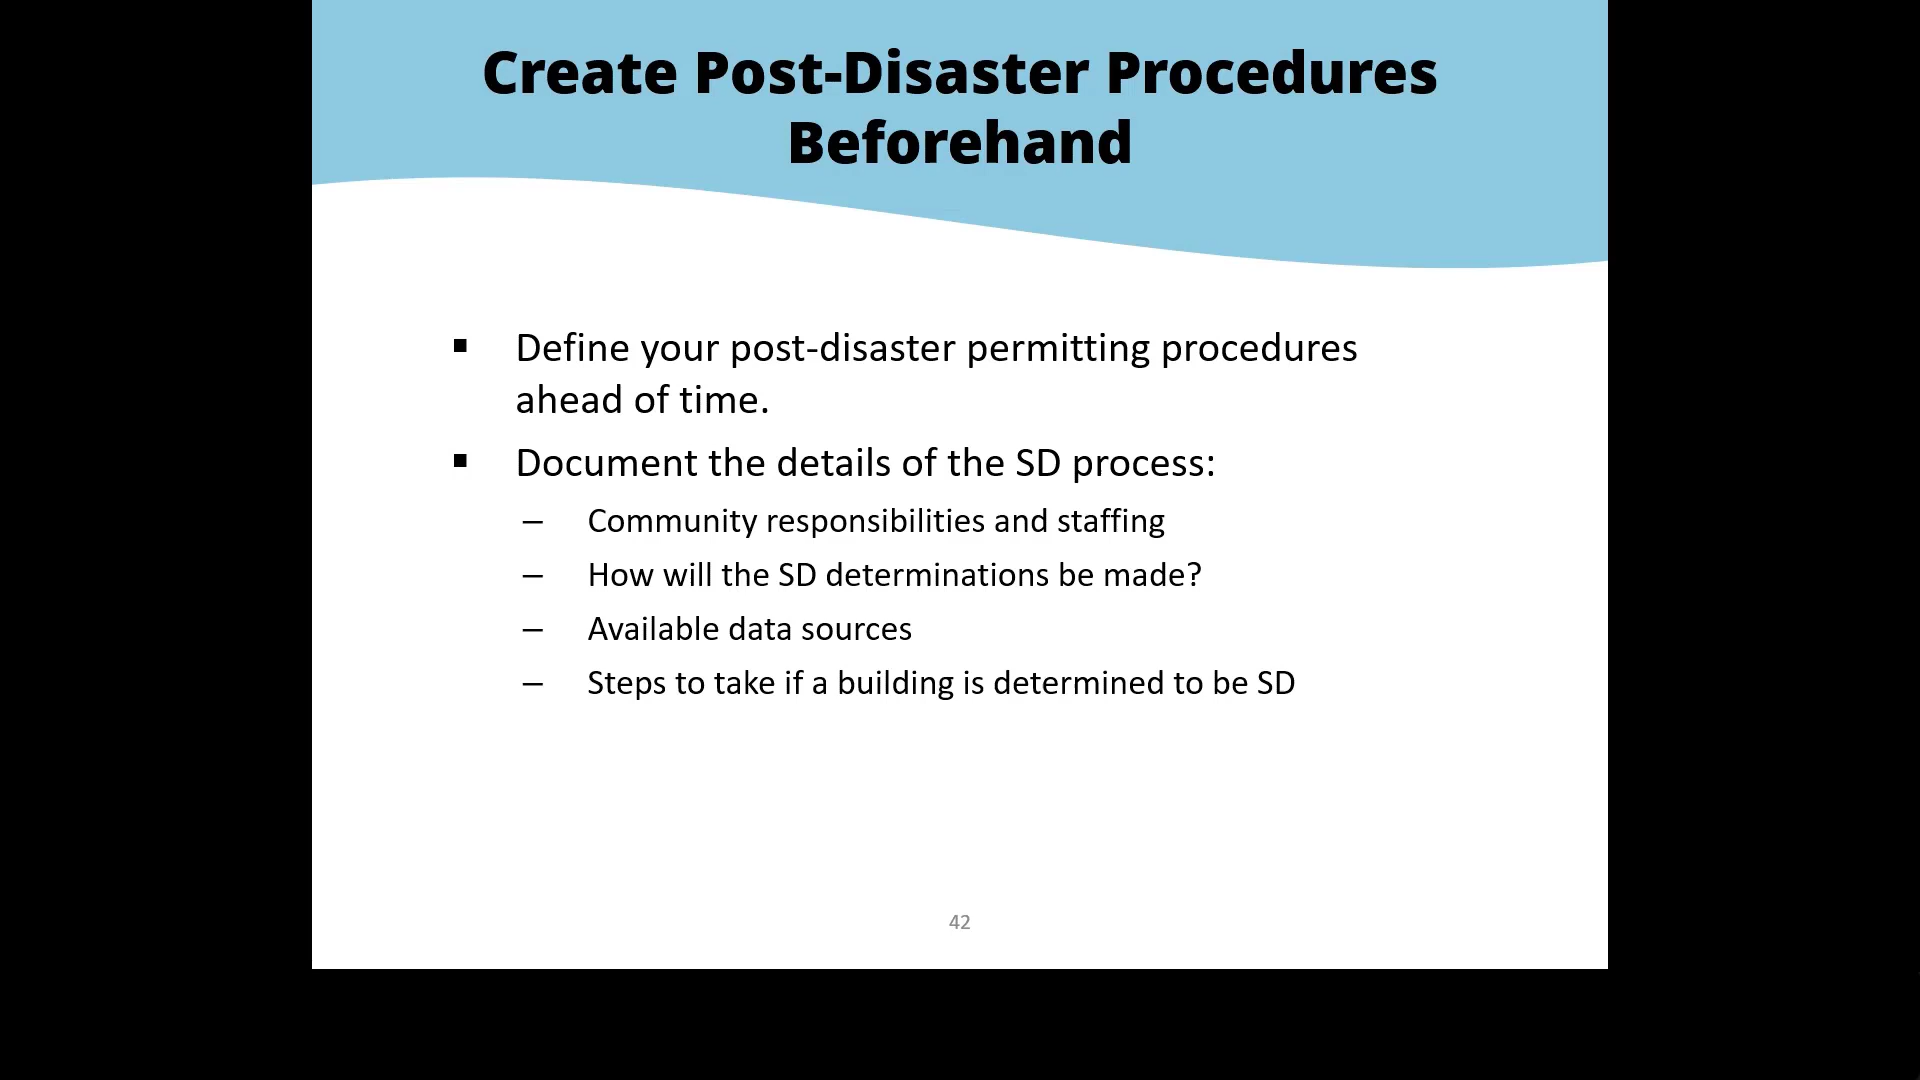 Create Post-Disaster Procedures
Beforehand
▪ Define your post-disaster permitting procedures
ahead of time.
▪ Document the details of the SD process:
– Community responsibilities and staffing
– How will the SD determinations be made?
– Available data sources
– Steps to take if a building is determined to be SD
42